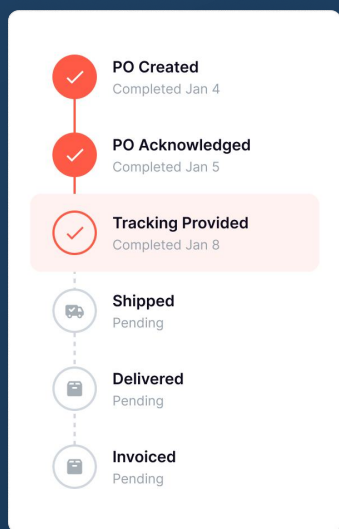 PO Created
Completed Jan 4
PO Acknowledged
Completed Jan 5
Tracking Provided
Completed Jan 8
Shipped
Pending
Delivered
Pending
Invoiced
Pending